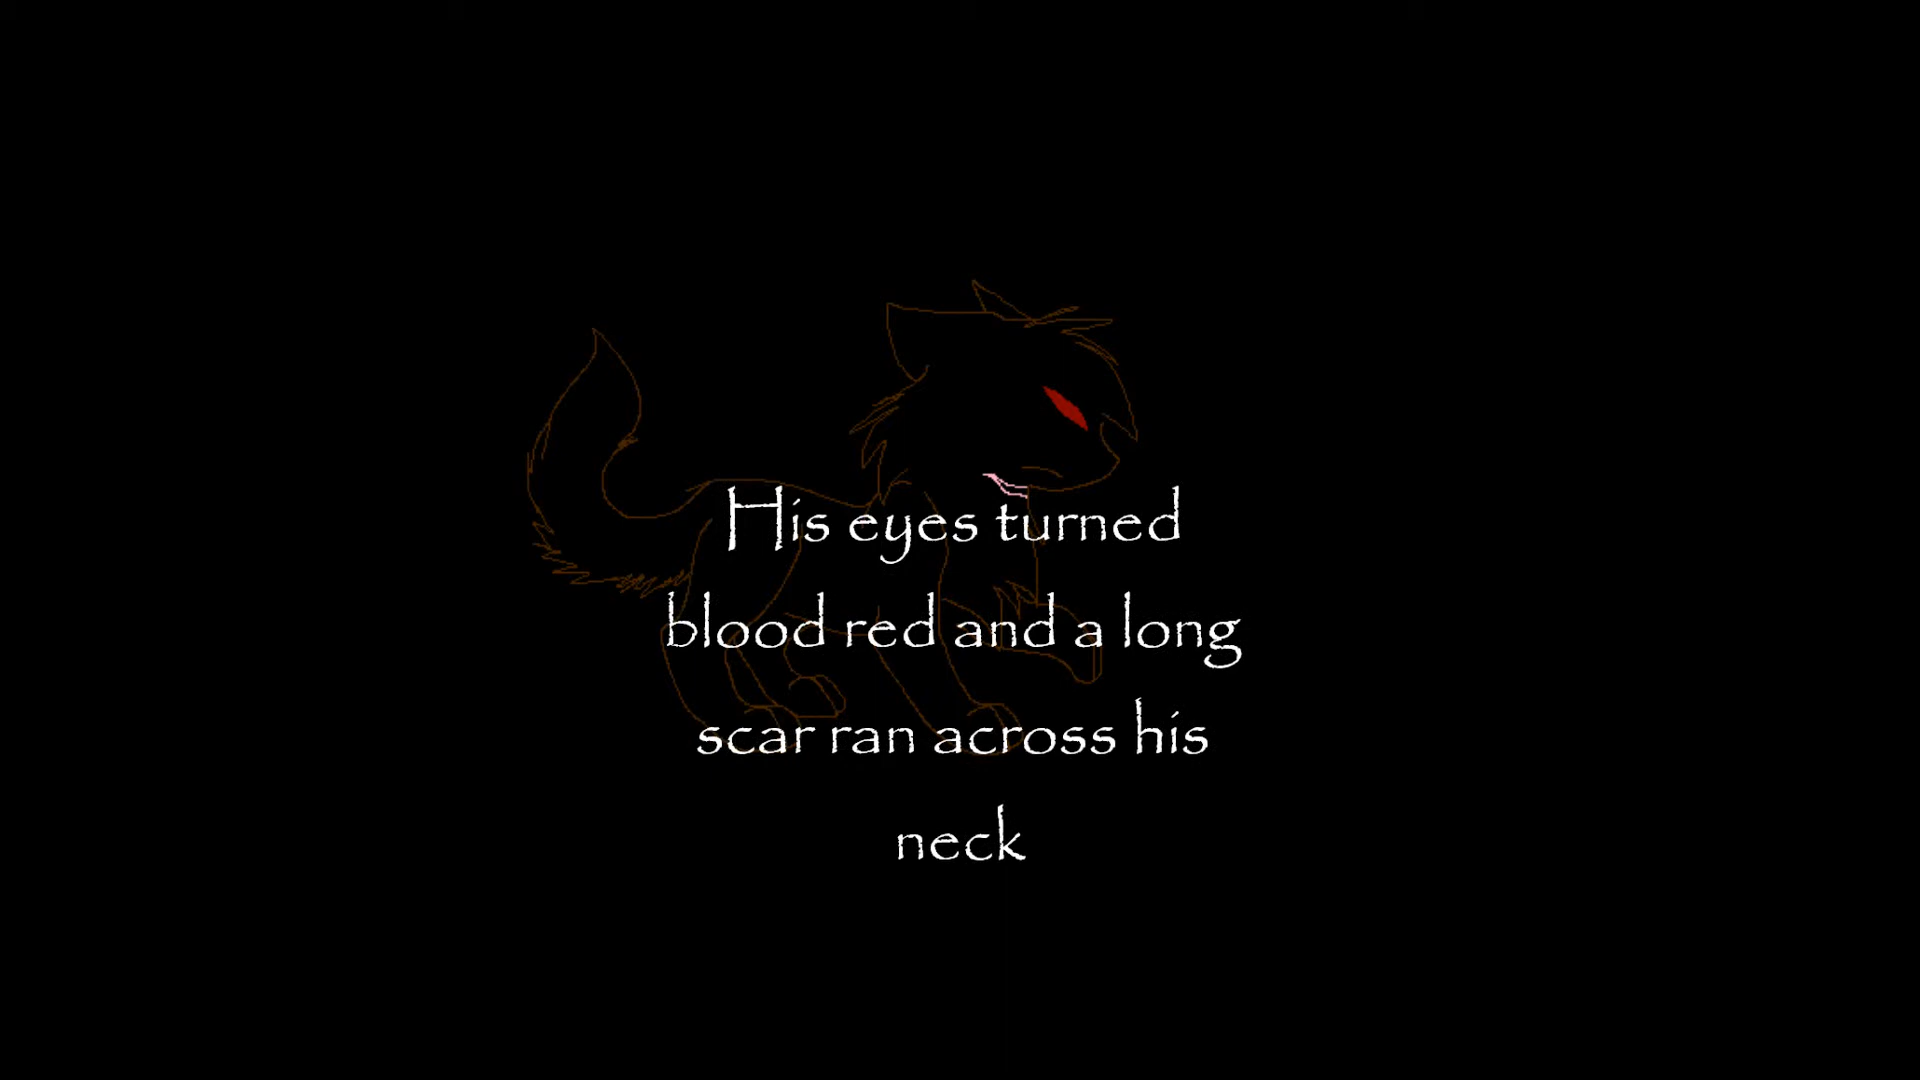 His eyes turned
blood red and a long
scar ran across his
neck